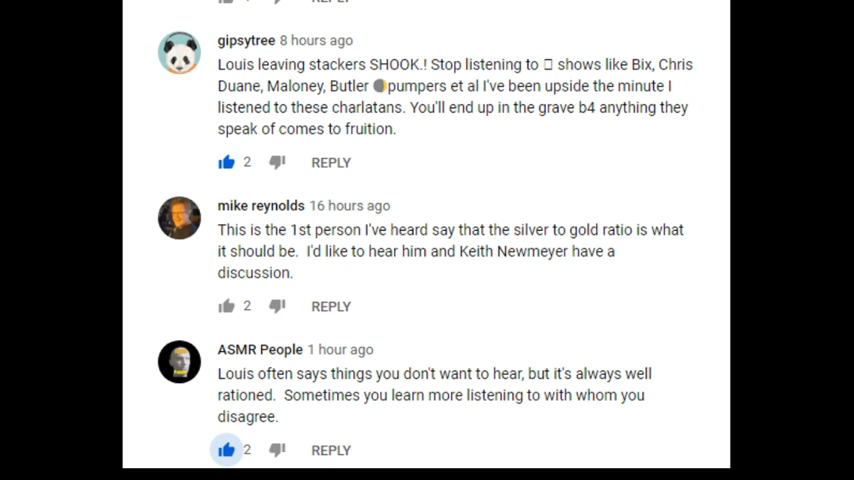 REPLY
gipsytree 8 hours ago
Louis leaving stackers SHOOK.! Stop listening to shows like Bix, Chris
Duane, Maloney, Butler pumpers et al I've been upside the minute I
listened to these charlatans. You'll end up in the grave b4 anything they
speak of comes to fruition.
2 REPLY
mike reynolds 16 hours ago
This is the 1st person I've heard say that the silver to gold ratio is what
it should be. I'd like to hear him and Keith Newmeyer have a
discussion.
2 REPLY
ASMR People 1 hour ago
Louis often says things you don't want to hear, but it's always well
rationed. Sometimes you learn more listening to with whom you
disagree.
2 REPLY